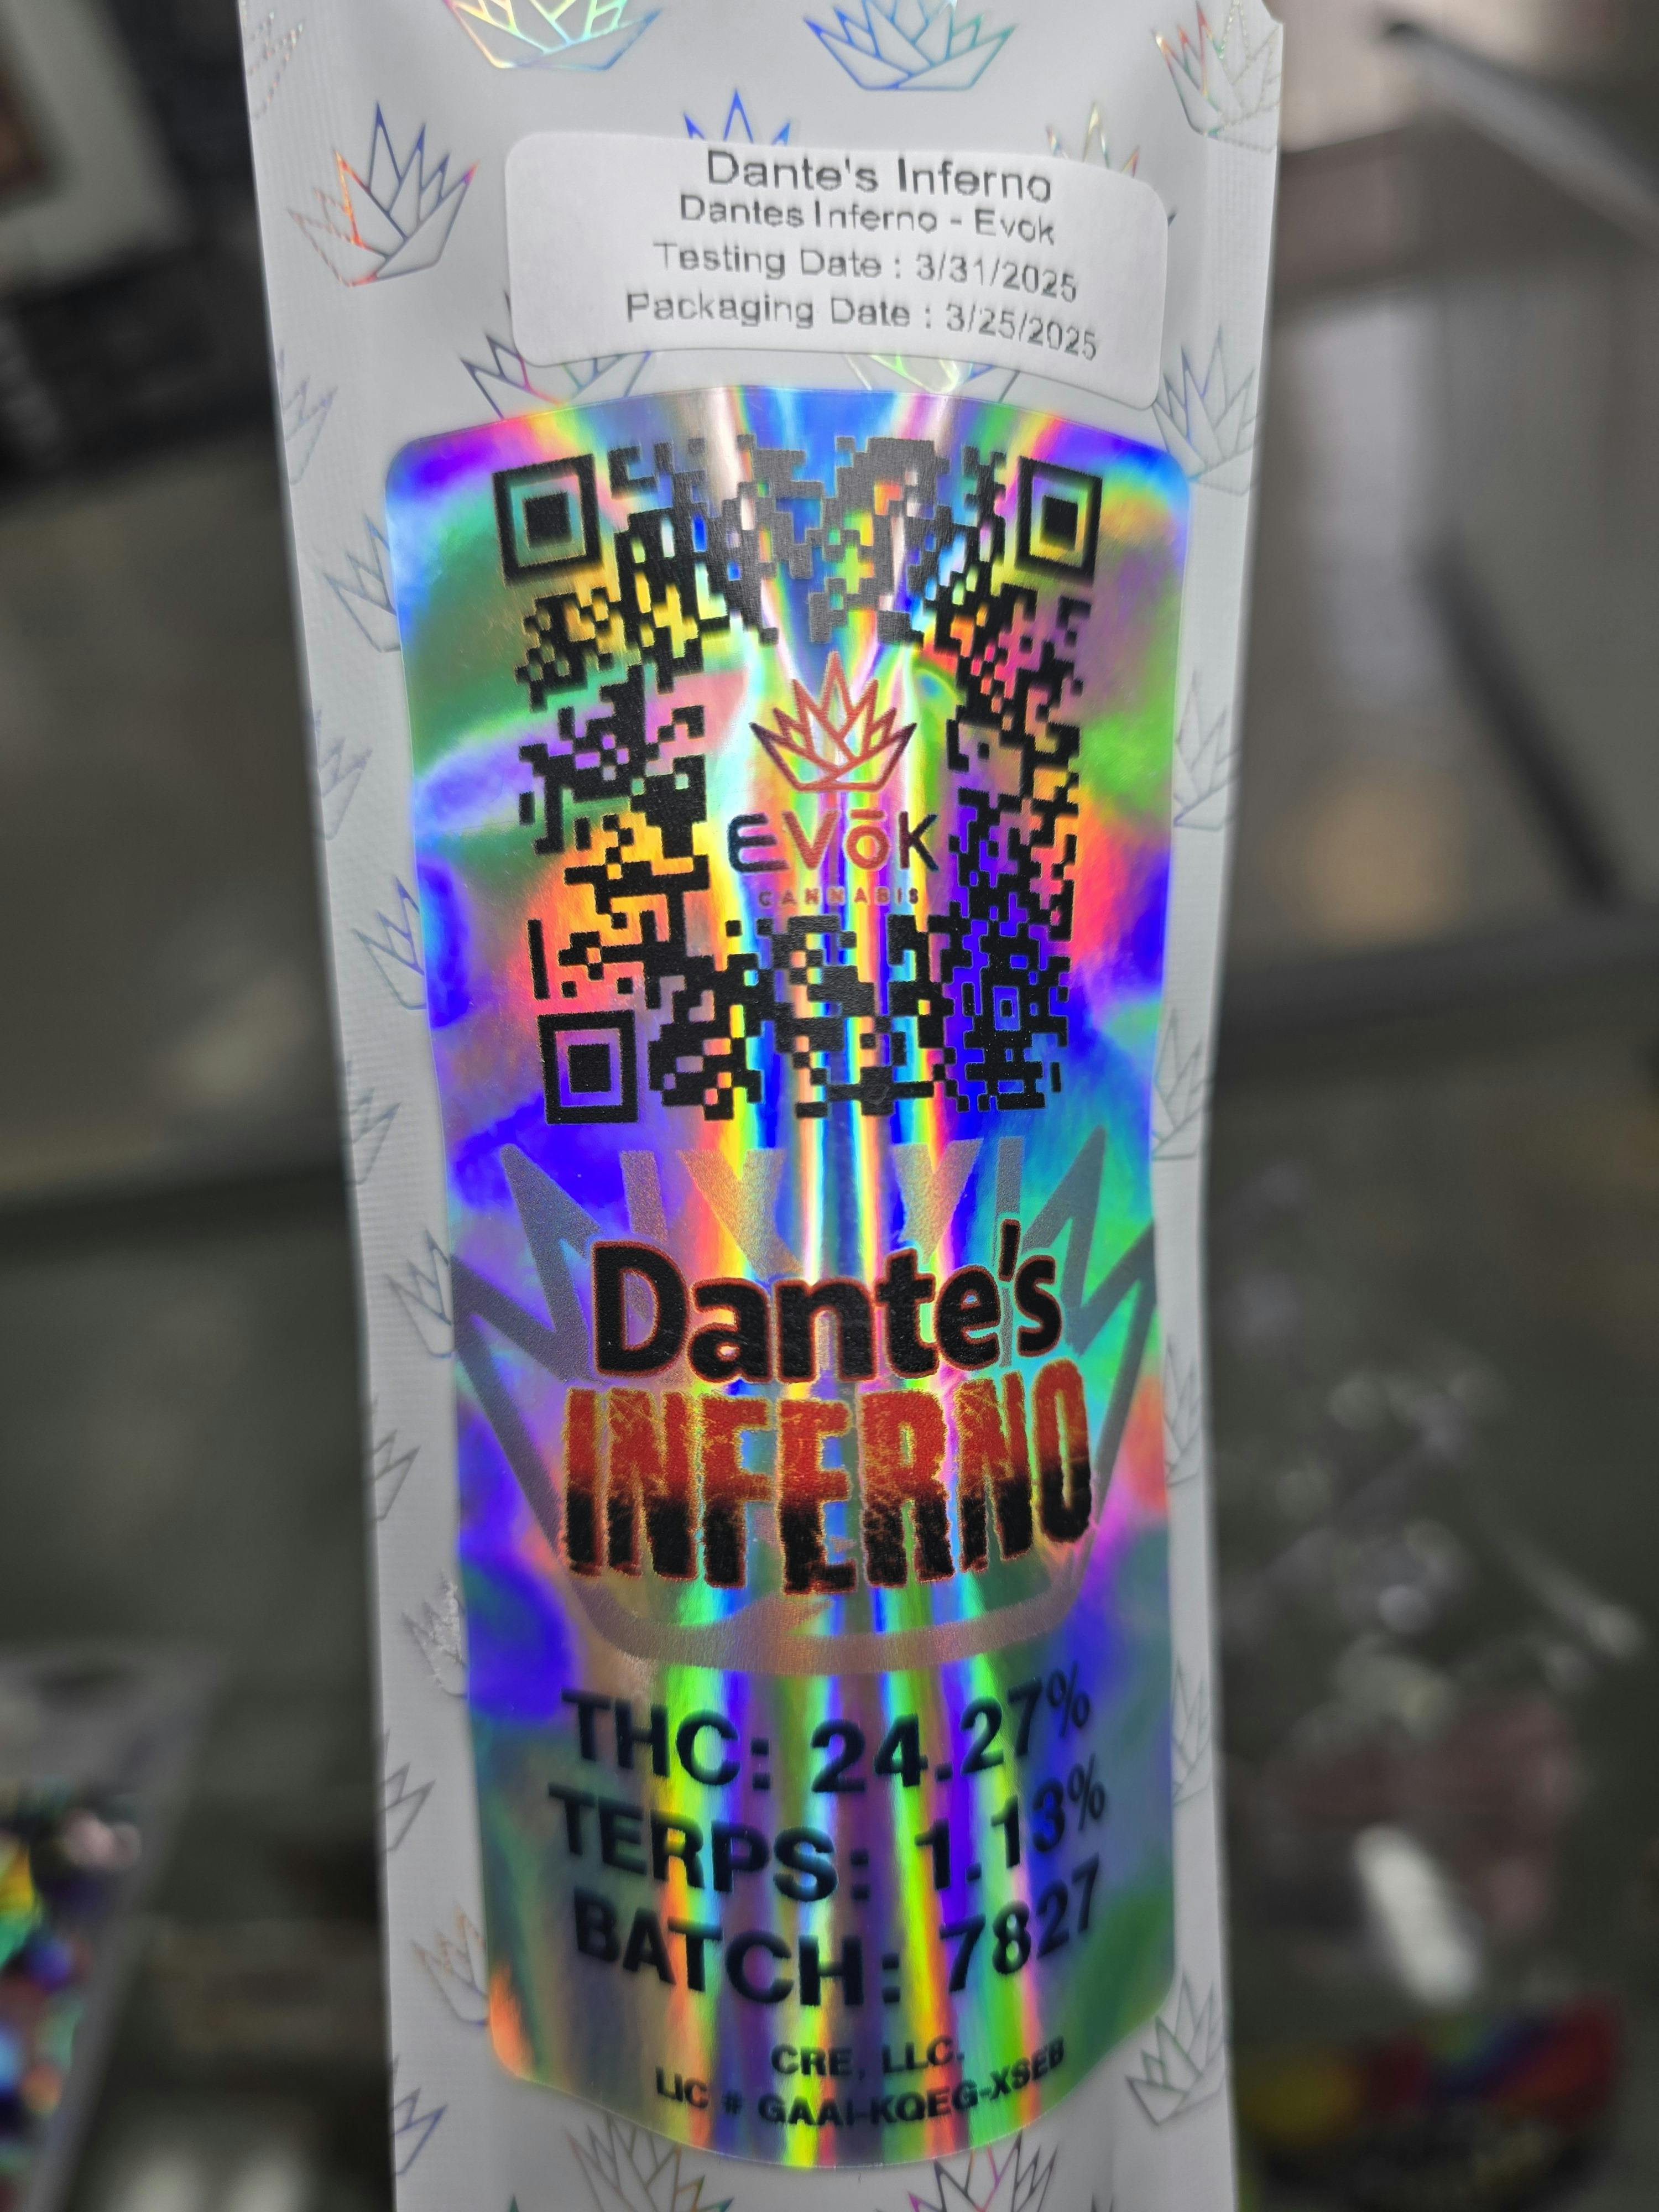 Dante's Inferno
Dantes Inferno - Evok
Testing Date : 3/31/2025
Packaging Date : 3/25/2025
EVōK
CANNABIS
Dante's
INFERNO
THC: 24.27%
TERPS: 1.13%
BATCH: 7827
CRE, LLC.
LIC # GAAI-KQEG-XSEB